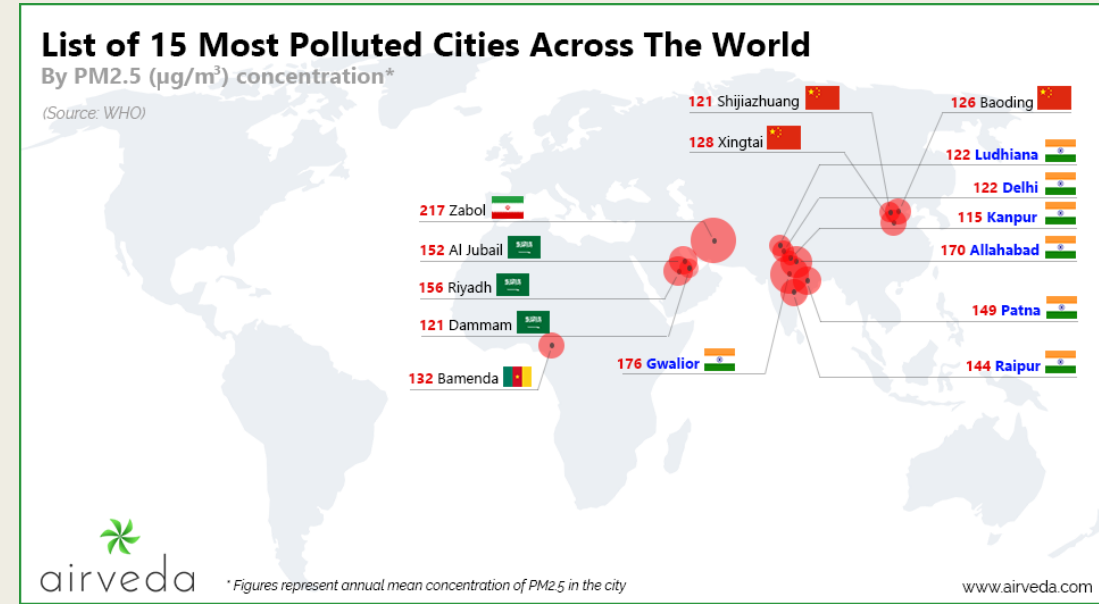 List of 15 Most Polluted Cities Across The World
By PM2.5 (µg/m³) concentration*
(Source: WHO)
121 Shijiazhuang
126 Baoding
128 Xingtai
122 Ludhiana
122 Delhi
217 Zabol
115 Kanpur
152 Al Jubail
170 Allahabad
156 Riyadh
149 Patna
121 Dammam
176 Gwalior
144 Raipur
132 Bamenda
airveda
* Figures represent annual mean concentration of PM2.5 in the city
www.airveda.com